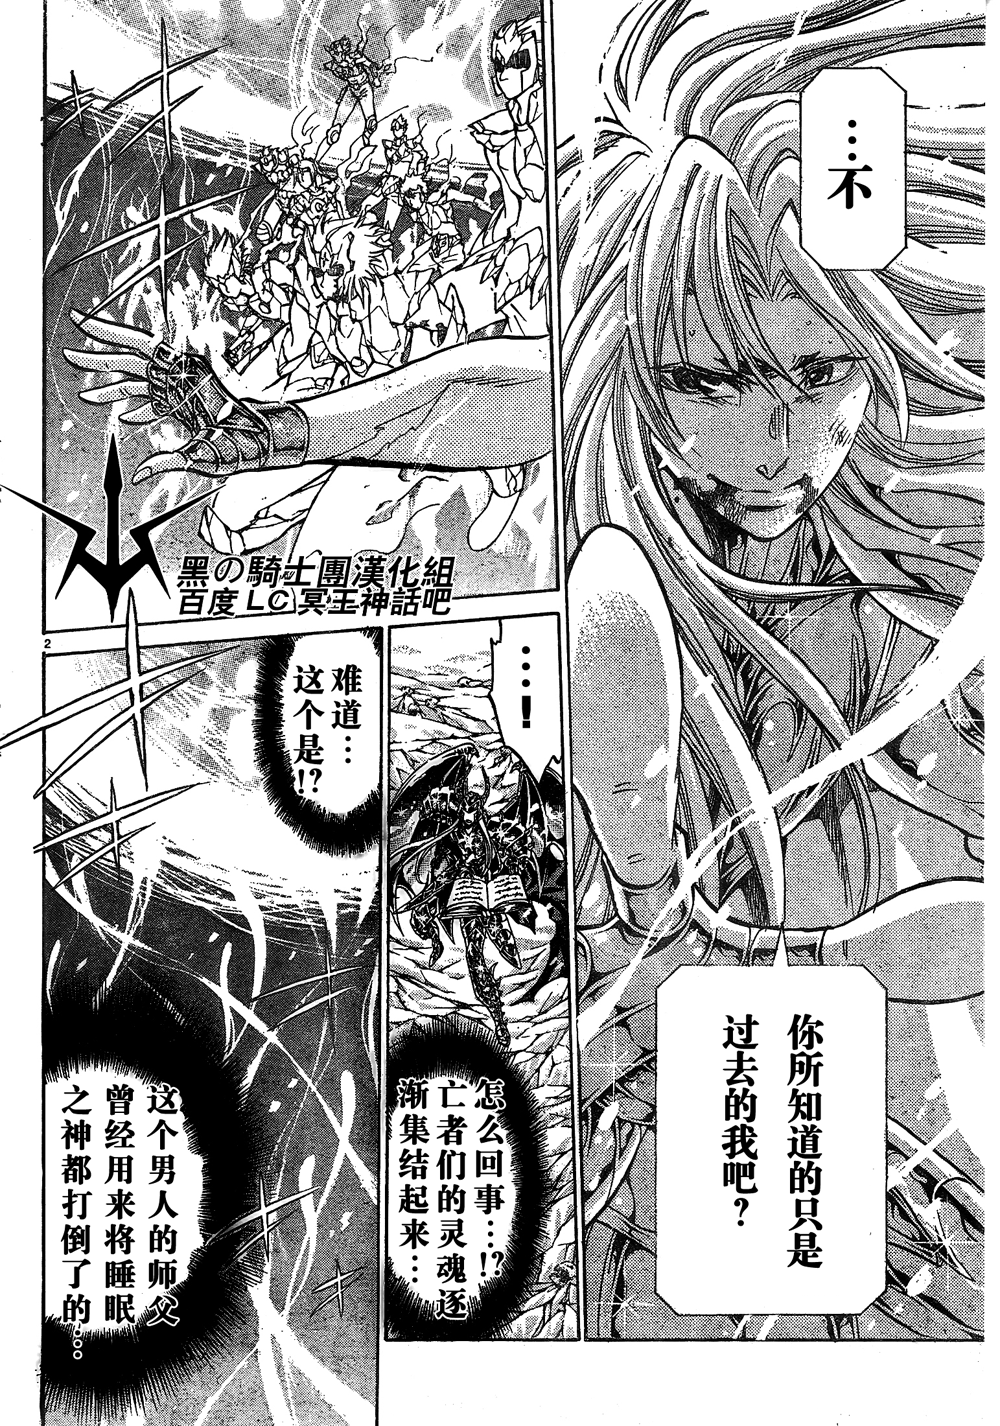 …
…不
你所知道的只是
过去的我吧？
黑の騎士團漢化組
百度 LC 冥王神話吧
2
……！
怎么回事…!?
亡者们的灵魂逐
渐集结起来…
难道…
这个是!?
这个男人的师父
曾经用来将睡眠
之神都打倒了的…